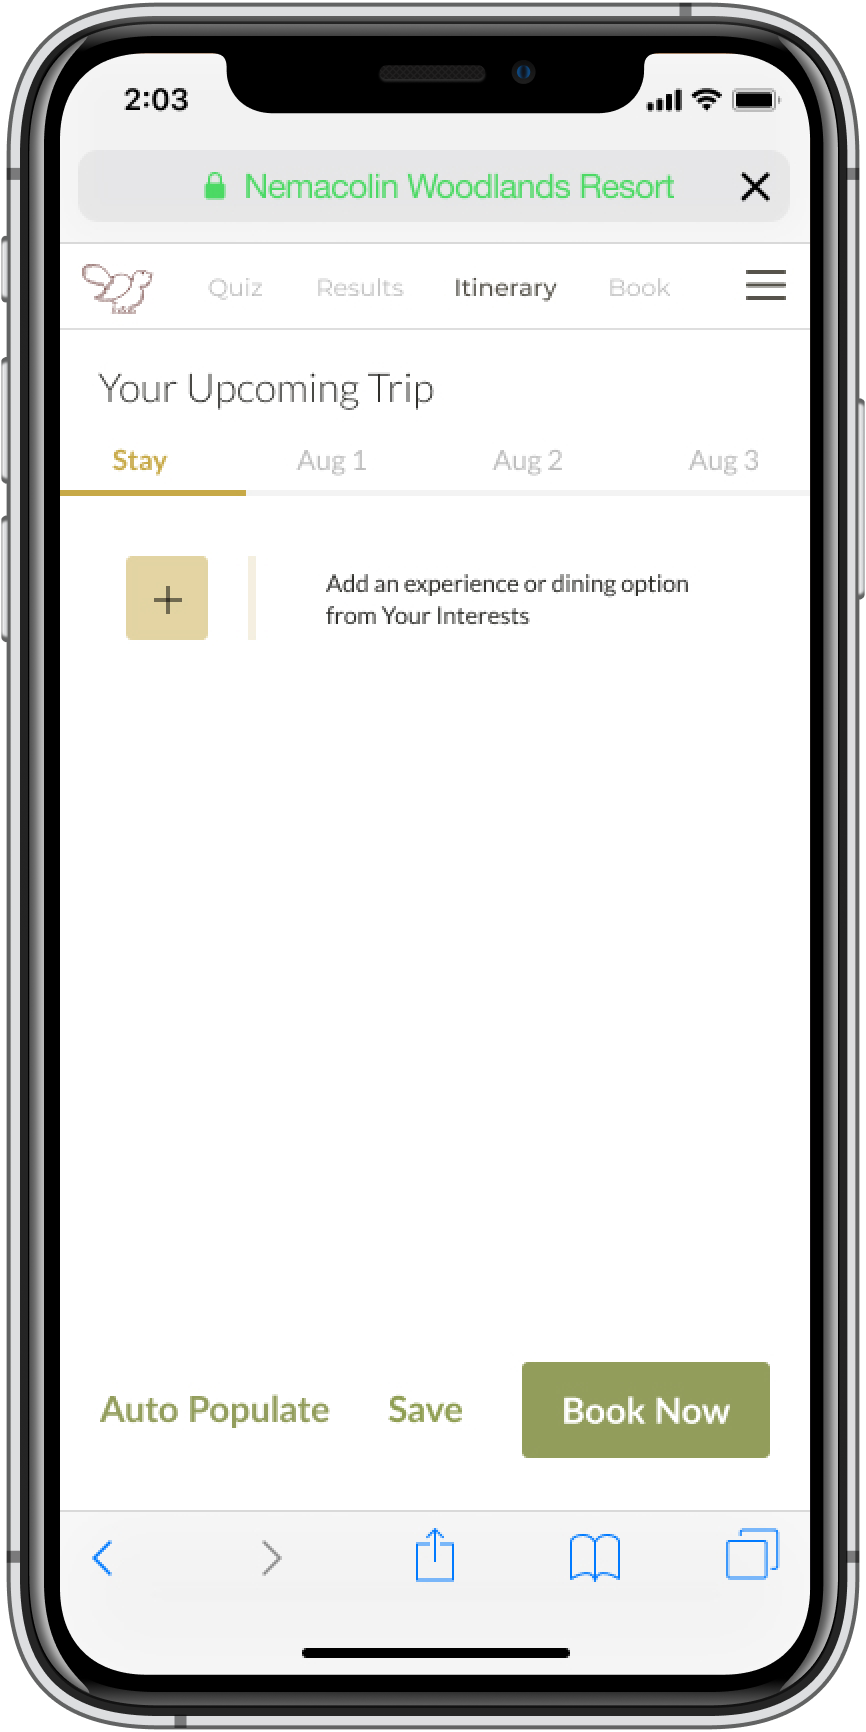 2:03
Nemacolin Woodlands Resort
Quiz Results Itinerary Book
Your Upcoming Trip
Stay Aug 1 Aug 2 Aug 3
+ Add an experience or dining option
from Your Interests
Auto Populate Save Book Now